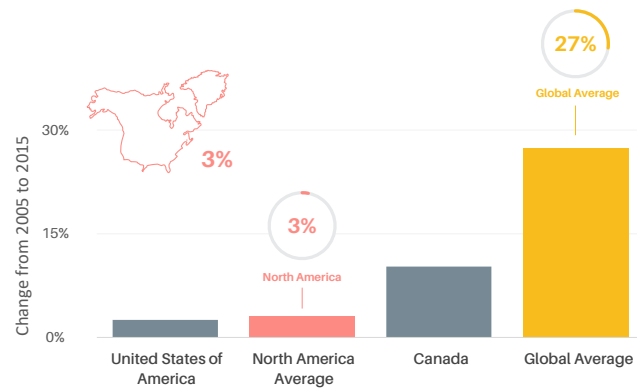 27%
Global Average
30%
3%
15%
3%
North America
0%
Change from 2005 to 2015
United States of
America
North America
Average
Canada
Global Average